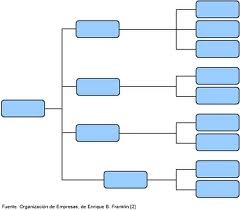 Fuente: Organización de Empresas, de Enrique B. Franklin [2]